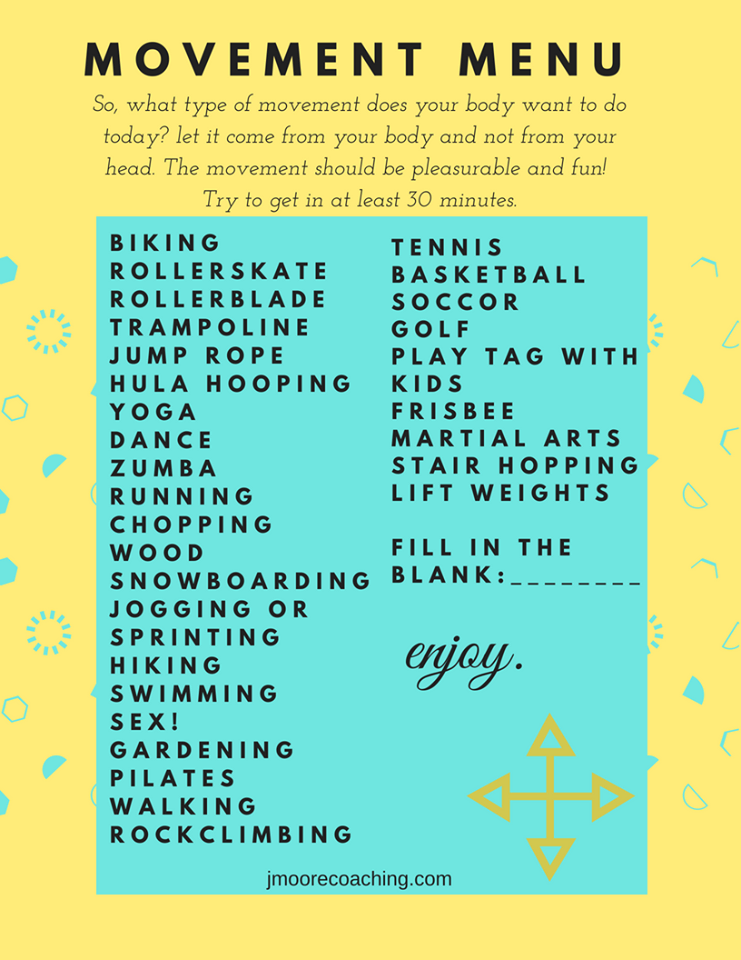 MOVEMENT MENU
So, what type of movement does your body want to do
today? let it come from your body and not from your
head. The movement should be pleasurable and fun!
Try to get in at least 30 minutes.
BIKING
ROLLERSKATE
ROLLERBLADE
TRAMPOLINE
JUMP ROPE
HULA HOOPING
YOGA
DANCE
ZUMBA
RUNNING
CHOPPING
WOOD
SNOWBOARDING
JOGGING OR
SPRINTING
HIKING
SWIMMING
SEX!
GARDENING
PILATES
WALKING
ROCKCLIMBING
TENNIS
BASKETBALL
SOCCOR
GOLF
PLAY TAG WITH
KIDS
FRISBEE
MARTIAL ARTS
STAIR HOPPING
LIFT WEIGHTS
FILL IN THE
BLANK:________
enjoy.
jmoorecoaching.com